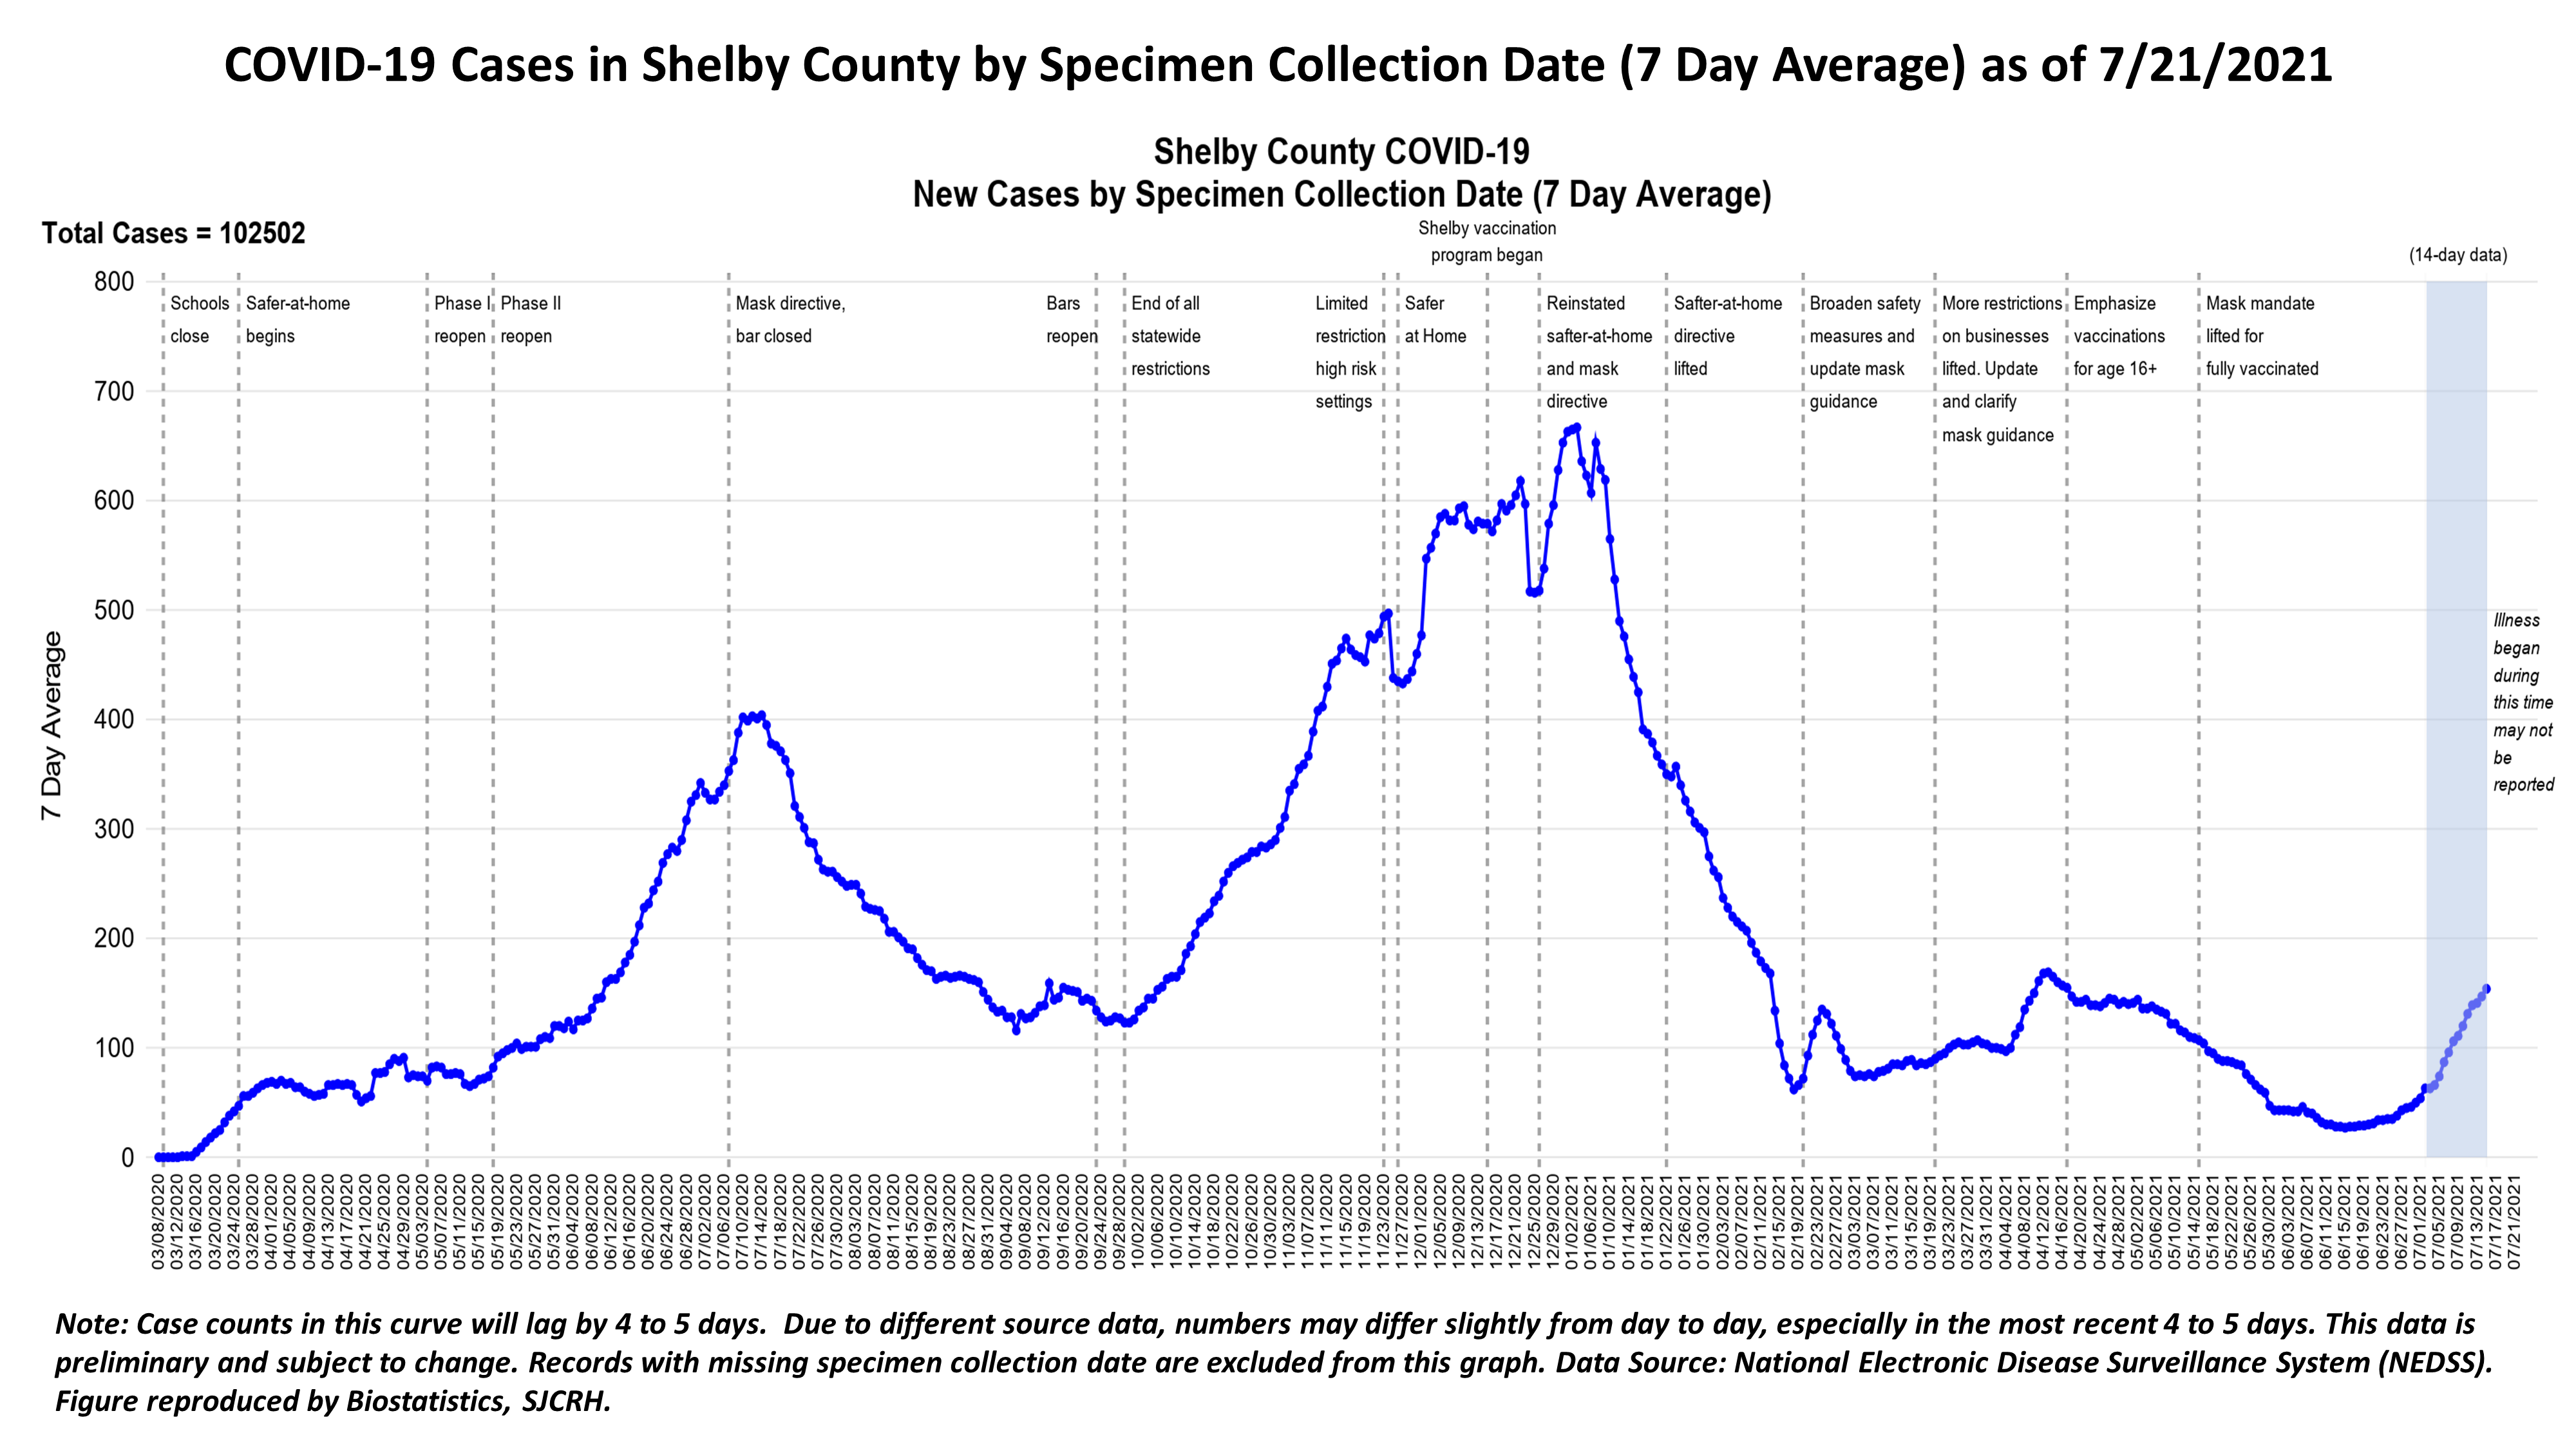 COVID-19 Cases in Shelby County by Specimen Collection Date (7 Day Average) as of 7/21/2021
Shelby County COVID-19
New Cases by Specimen Collection Date (7 Day Average)
Total Cases = 102502
Shelby vaccination
program began
(14-day data)
Schools
close
Safer-at-home
begins
Phase I
reopen
Phase II
reopen
Mask directive,
bar closed
Bars
reopen
End of all
statewide
restrictions
Limited
restriction
high risk
settings
Safer
at Home
Reinstated
safter-at-home
and mask
directive
Safter-at-home
directive
lifted
Broaden safety
measures and
update mask
guidance
More restrictions
on businesses
lifted. Update
and clarify
mask guidance
Emphasize
vaccinations
for age 16+
Mask mandate
lifted for
fully vaccinated
Illness
began
during
this time
may not
be
reported
7 Day Average
800
700
600
500
400
300
200
100
0
03/08/2020
03/12/2020
03/16/2020
03/20/2020
03/24/2020
03/28/2020
04/01/2020
04/05/2020
04/09/2020
04/13/2020
04/17/2020
04/21/2020
04/25/2020
04/29/2020
05/03/2020
05/07/2020
05/11/2020
05/15/2020
05/19/2020
05/23/2020
05/27/2020
05/31/2020
06/04/2020
06/08/2020
06/12/2020
06/16/2020
06/20/2020
06/24/2020
06/28/2020
07/02/2020
07/06/2020
07/10/2020
07/14/2020
07/18/2020
07/22/2020
07/26/2020
07/30/2020
08/03/2020
08/07/2020
08/11/2020
08/15/2020
08/19/2020
08/23/2020
08/27/2020
08/31/2020
09/04/2020
09/08/2020
09/12/2020
09/16/2020
09/20/2020
09/24/2020
09/28/2020
10/02/2020
10/06/2020
10/10/2020
10/14/2020
10/18/2020
10/22/2020
10/26/2020
10/30/2020
11/03/2020
11/07/2020
11/11/2020
11/15/2020
11/19/2020
11/23/2020
11/27/2020
12/01/2020
12/05/2020
12/09/2020
12/13/2020
12/17/2020
12/21/2020
12/25/2020
12/29/2020
01/02/2021
01/06/2021
01/10/2021
01/14/2021
01/18/2021
01/22/2021
01/26/2021
01/30/2021
02/03/2021
02/07/2021
02/11/2021
02/15/2021
02/19/2021
02/23/2021
02/27/2021
03/03/2021
03/07/2021
03/11/2021
03/15/2021
03/19/2021
03/23/2021
03/27/2021
03/31/2021
04/04/2021
04/08/2021
04/12/2021
04/16/2021
04/20/2021
04/24/2021
04/28/2021
05/02/2021
05/06/2021
05/10/2021
05/14/2021
05/18/2021
05/22/2021
05/26/2021
05/30/2021
06/03/2021
06/07/2021
06/11/2021
06/15/2021
06/19/2021
06/23/2021
06/27/2021
07/01/2021
07/05/2021
07/09/2021
07/13/2021
07/17/2021
07/21/2021
Note: Case counts in this curve will lag by 4 to 5 days.  Due to different source data, numbers may differ slightly from day to day, especially in the most recent 4 to 5 days. This data is
preliminary and subject to change. Records with missing specimen collection date are excluded from this graph. Data Source: National Electronic Disease Surveillance System (NEDSS).
Figure reproduced by Biostatistics, SJCRH.